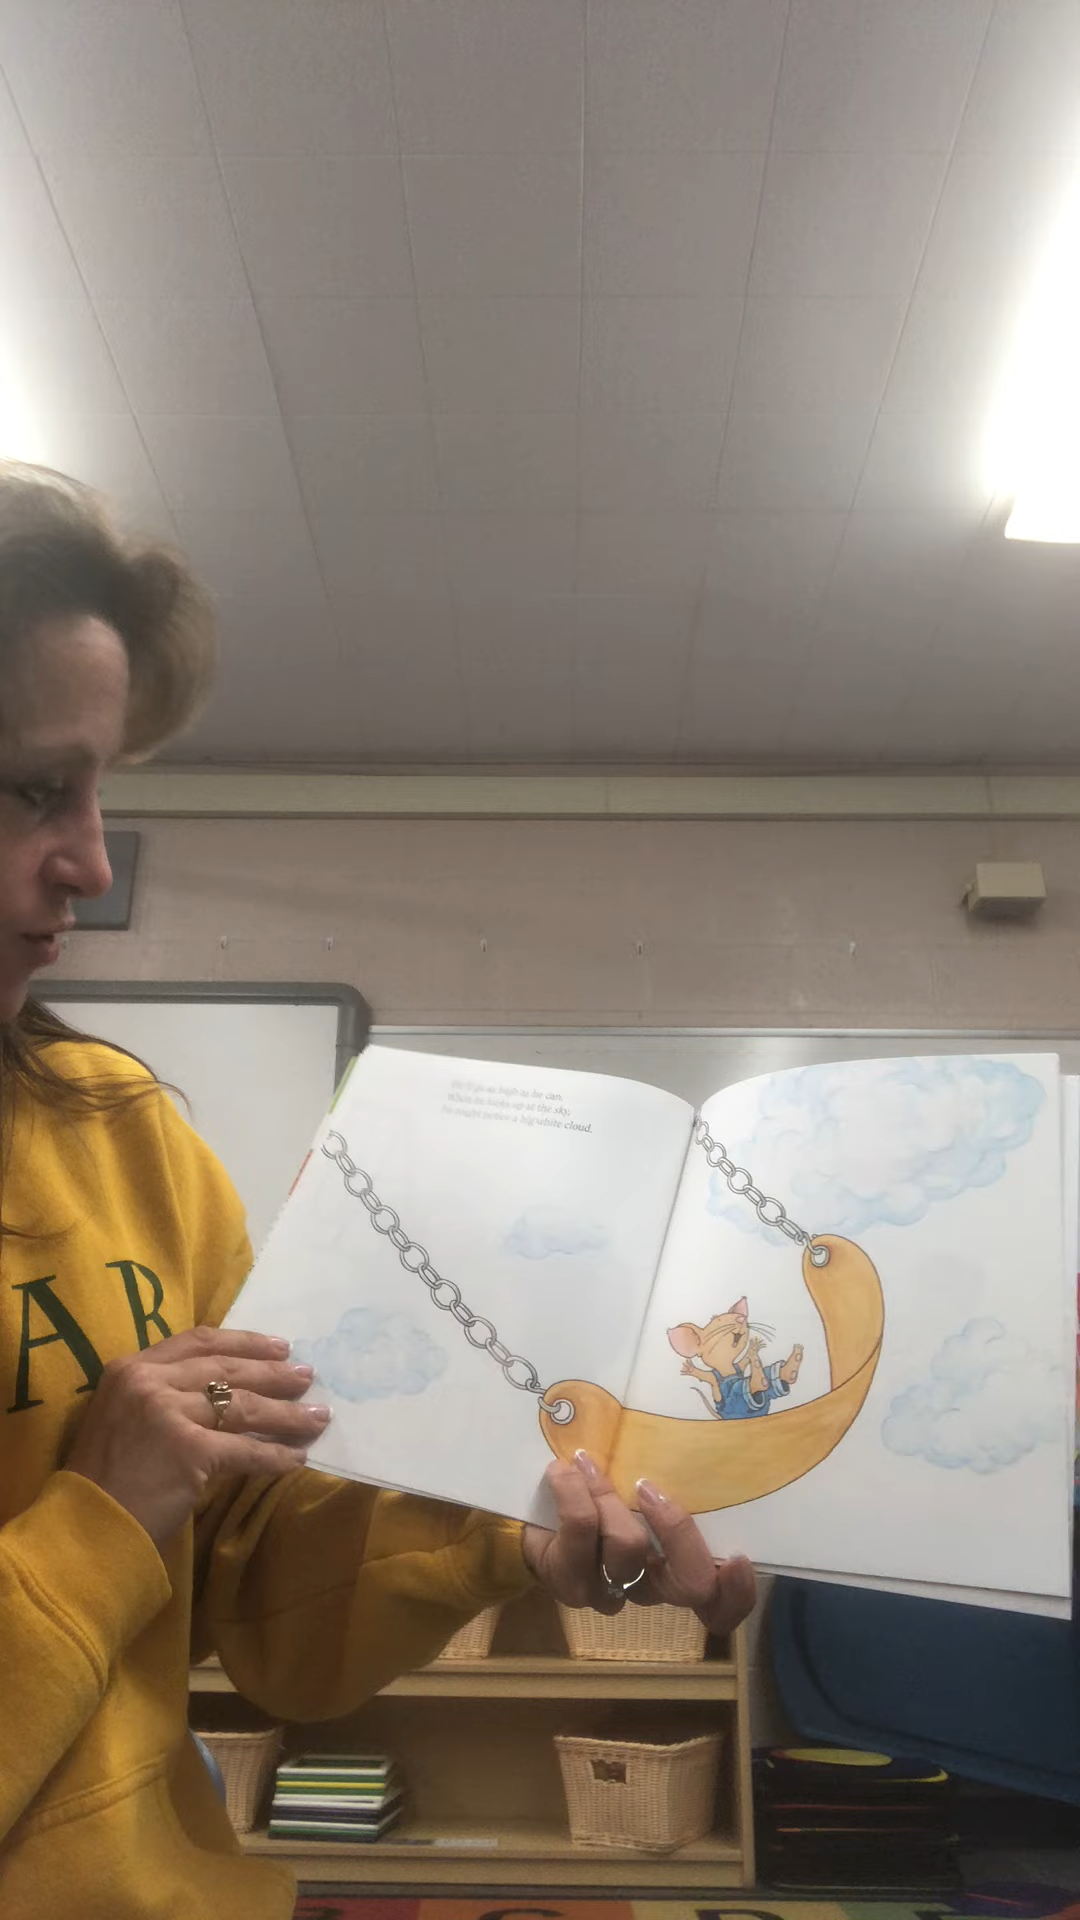 He'll go as high as he can.
When he looks up at the sky,
he might notice a big white cloud.
AR
C D